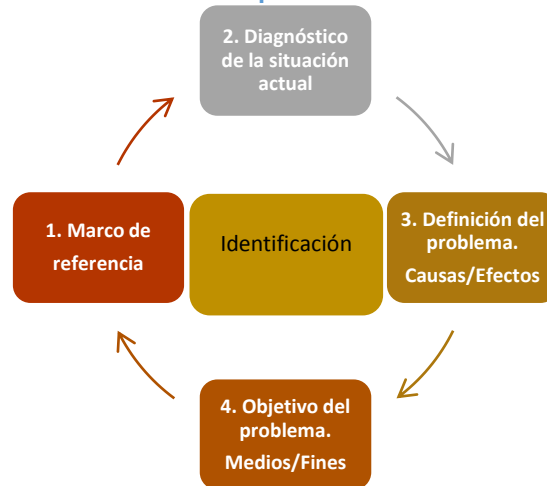 2. Diagnóstico
de la situación
actual
1. Marco de
referencia
Identificación
3. Definición del
problema.
Causas/Efectos
4. Objetivo del
problema.
Medios/Fines